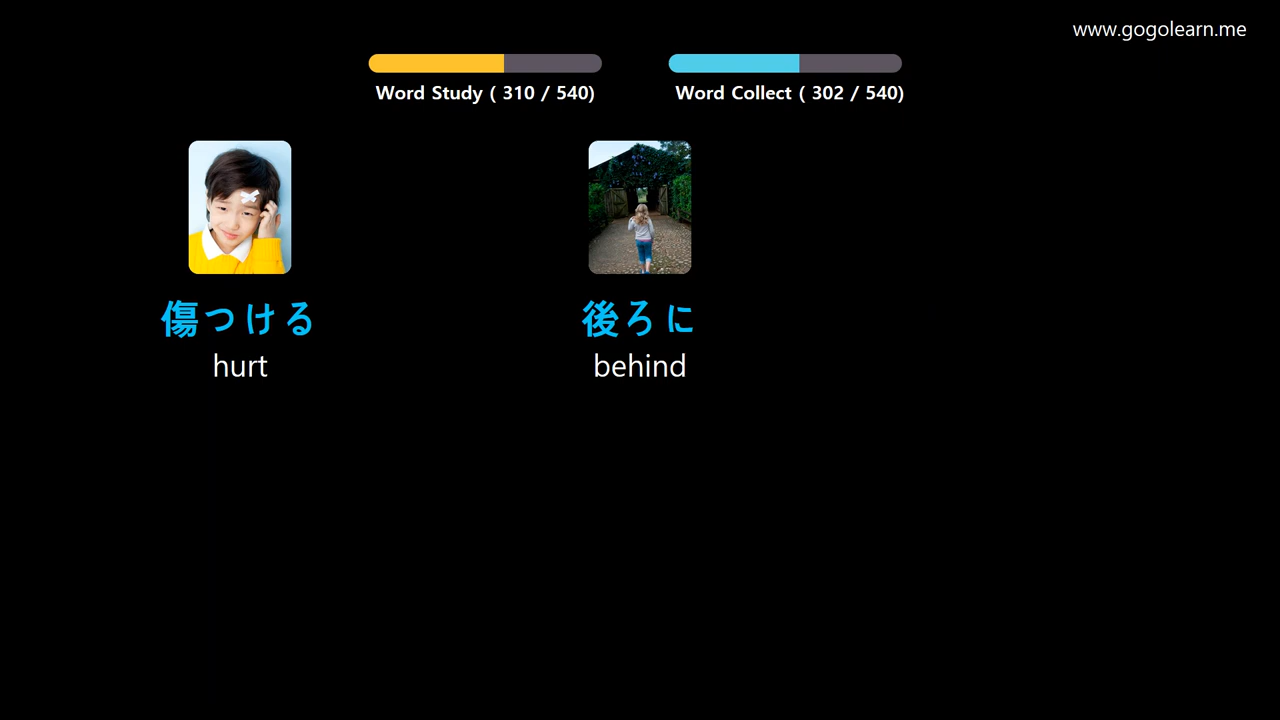 www.gogolearn.me
Word Study ( 310 / 540)
Word Collect ( 302 / 540)
傷つける
hurt
後ろに
behind